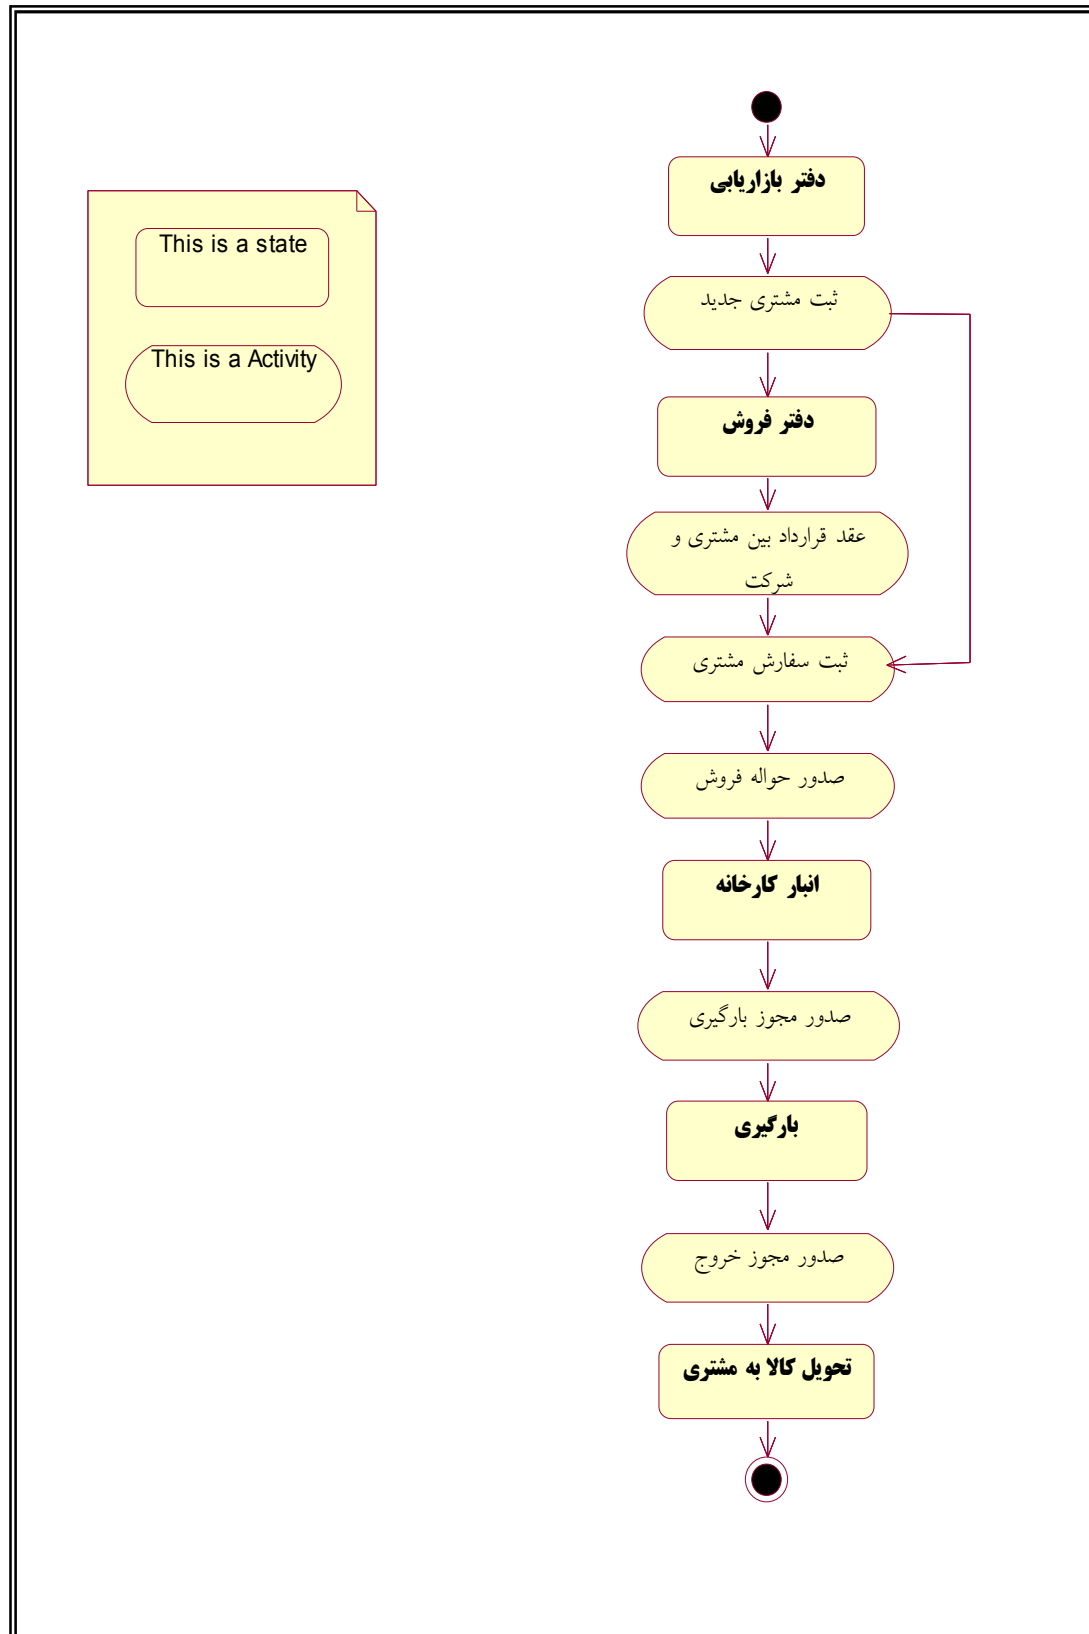 This is a state
This is a Activity
دفتر بازاریابی
ثبت مشتری جدید
دفتر فروش
عقد قرارداد بین مشتری و
شرکت
ثبت سفارش مشتری
صدور حواله فروش
انبار کارخانه
صدور مجوز بارگیری
بارگیری
صدور مجوز خروج
تحویل کالا به مشتری